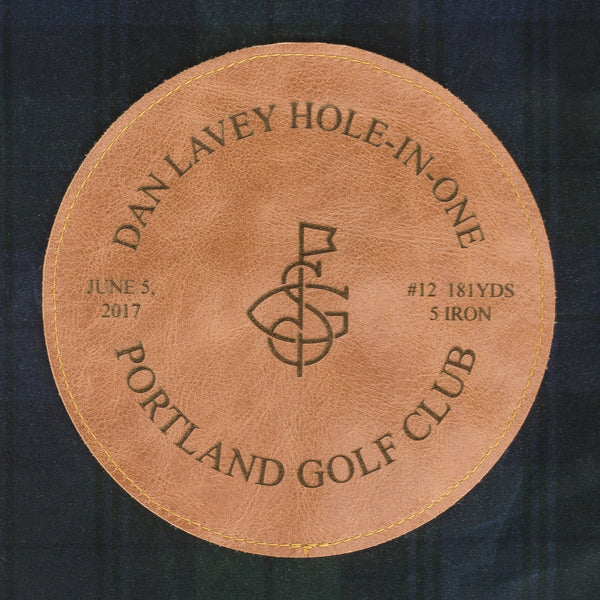 DAN LAVEY HOLE-IN-ONE
JUNE 5,
2017
#12 181YDS
5 IRON
PORTLAND GOLF CLUB